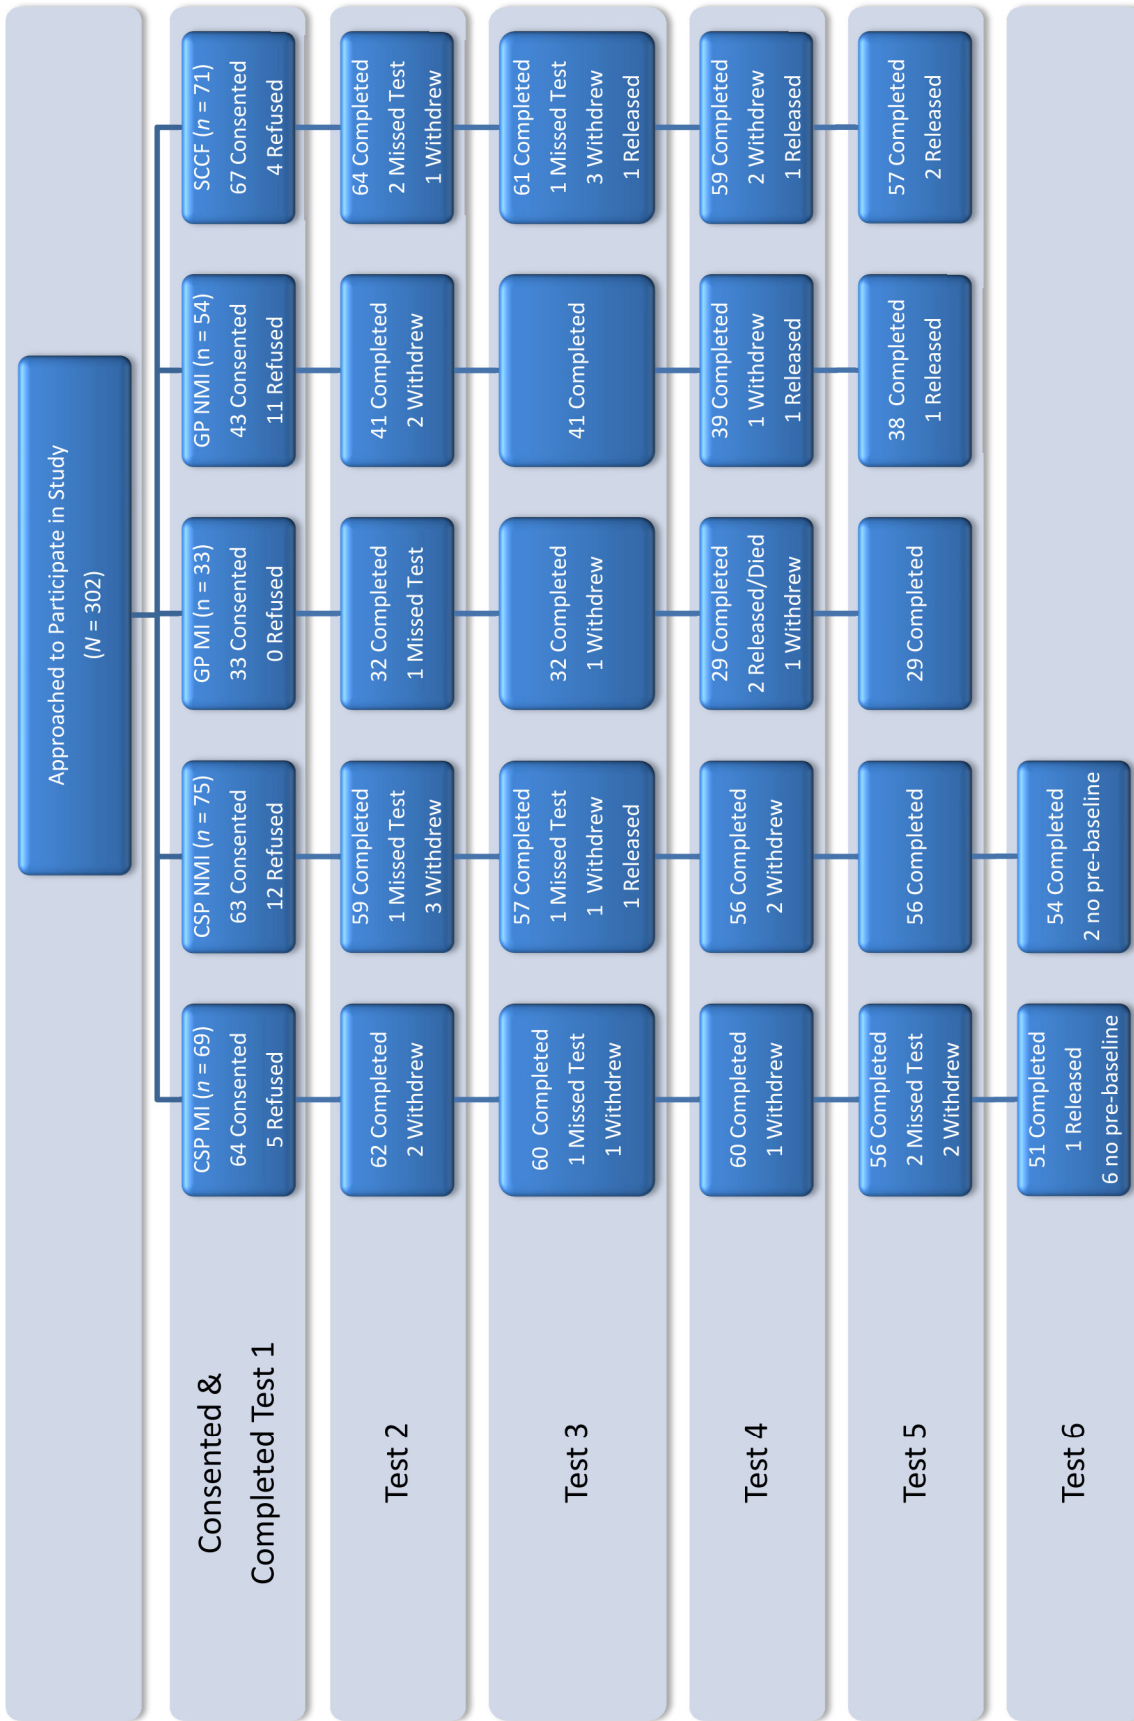 Approached to Participate in Study
(N = 302)
Consented &
Completed Test 1
CSP MI (n = 69)
64 Consented
5 Refused
CSP NMI (n = 75)
63 Consented
12 Refused
GP MI (n = 33)
33 Consented
0 Refused
GP NMI (n = 54)
43 Consented
11 Refused
SCCF (n = 71)
67 Consented
4 Refused
Test 2
62 Completed
2 Withdrew
59 Completed
1 Missed Test
3 Withdrew
32 Completed
1 Missed Test
41 Completed
2 Withdrew
64 Completed
2 Missed Test
1 Withdrew
Test 3
60 Completed
1 Missed Test
1 Withdrew
57 Completed
1 Missed Test
1 Withdrew
1 Released
32 Completed
1 Withdrew
41 Completed
61 Completed
1 Missed Test
3 Withdrew
1 Released
Test 4
60 Completed
1 Withdrew
56 Completed
2 Withdrew
29 Completed
2 Released/Died
1 Withdrew
39 Completed
1 Withdrew
1 Released
59 Completed
2 Withdrew
1 Released
Test 5
56 Completed
2 Missed Test
2 Withdrew
56 Completed
29 Completed
38 Completed
1 Released
57 Completed
2 Released
Test 6
51 Completed
1 Released
6 no pre-baseline
54 Completed
2 no pre-baseline